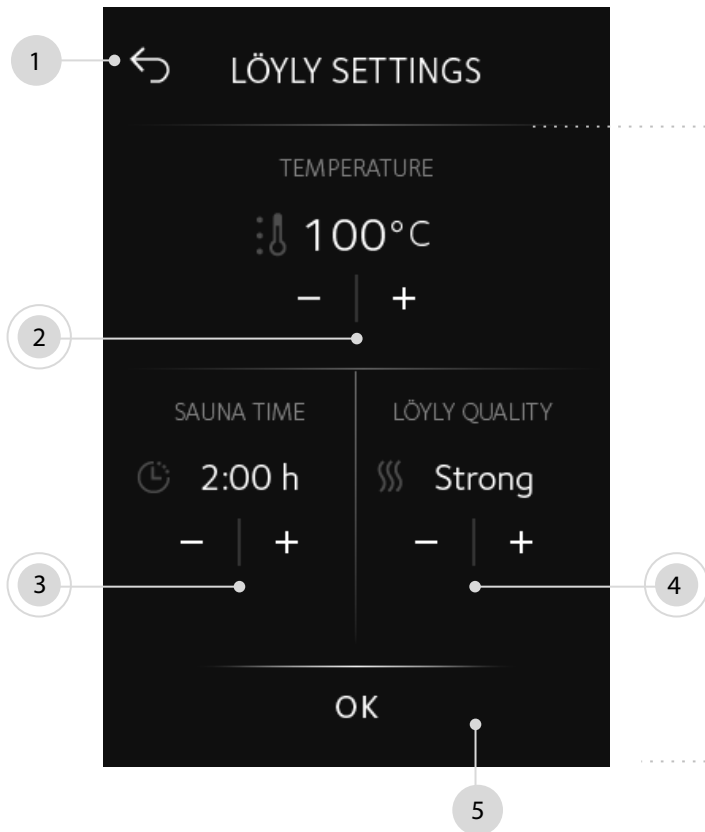 1
LÖYLY SETTINGS
TEMPERATURE
100°C
− +
2
SAUNA TIME LÖYLY QUALITY
2:00 h Strong
− + − +
3 4
OK
5